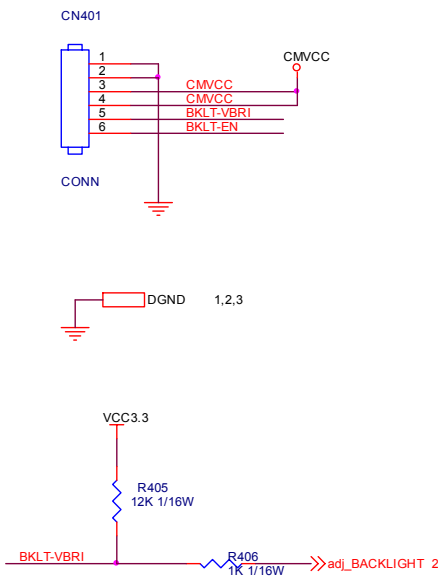 CN401
CMVCC
1
2
3 CMVCC
4 CMVCC
5 BKLT-VBRI
6 BKLT-EN
CONN
DGND 1,2,3
VCC3.3
R405
12K 1/16W
BKLT-VBRI
R406
1K 1/16W
adj_BACKLIGHT 2